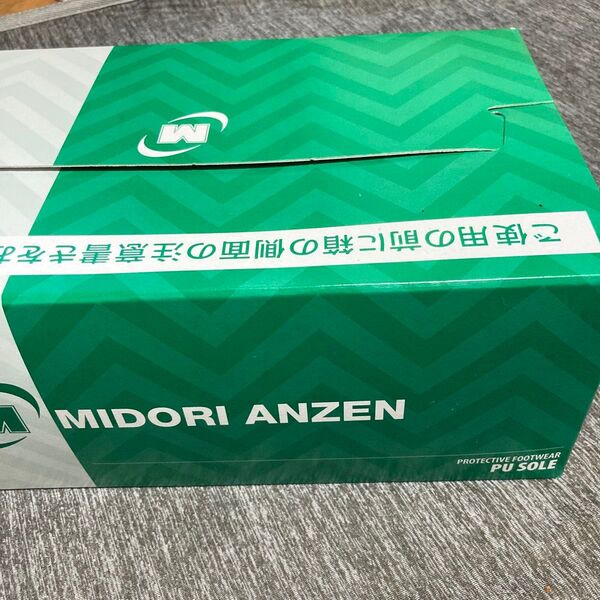 M
ご使用の前に箱の側面の注意書きをお
MIDORI ANZEN
PROTECTIVE FOOTWEAR
PU SOLE